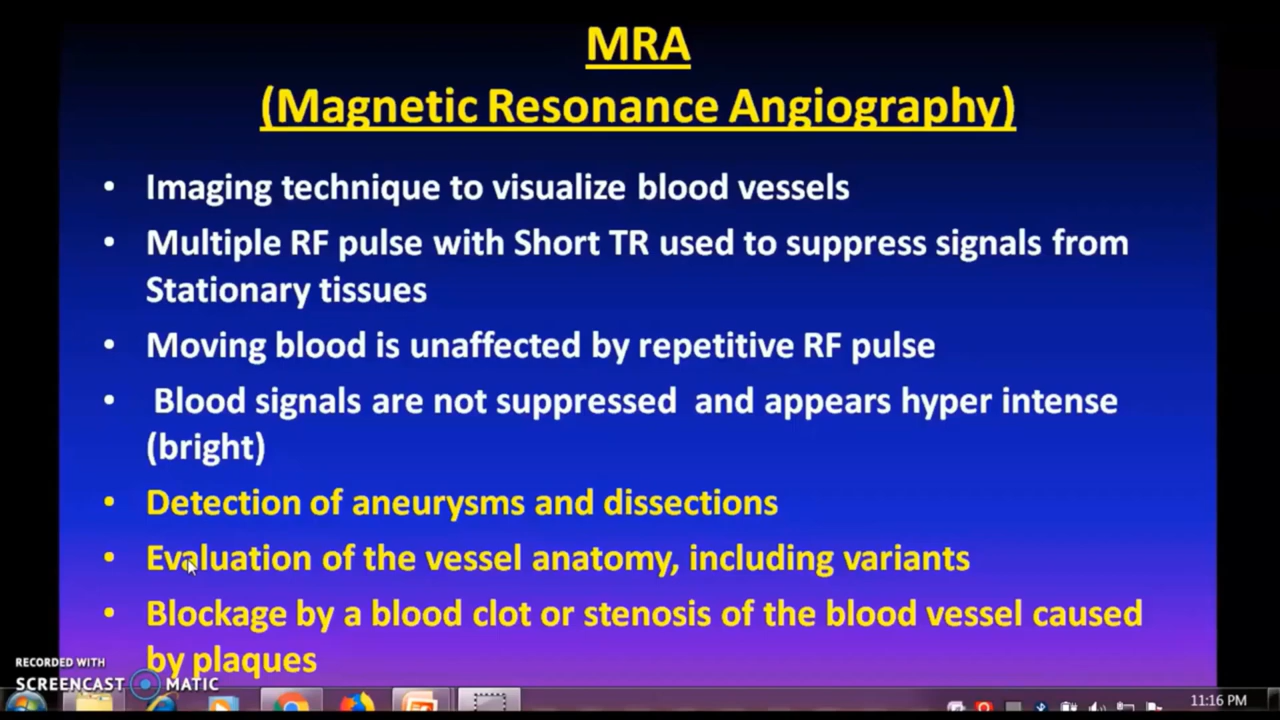 MRA
(Magnetic Resonance Angiography)
• Imaging technique to visualize blood vessels
• Multiple RF pulse with Short TR used to suppress signals from
Stationary tissues
• Moving blood is unaffected by repetitive RF pulse
• Blood signals are not suppressed and appears hyper intense
(bright)
• Detection of aneurysms and dissections
• Evaluation of the vessel anatomy, including variants
• Blockage by a blood clot or stenosis of the blood vessel caused
by plaques
RECORDED WITH
SCREENCAST MATIC
11:16 PM